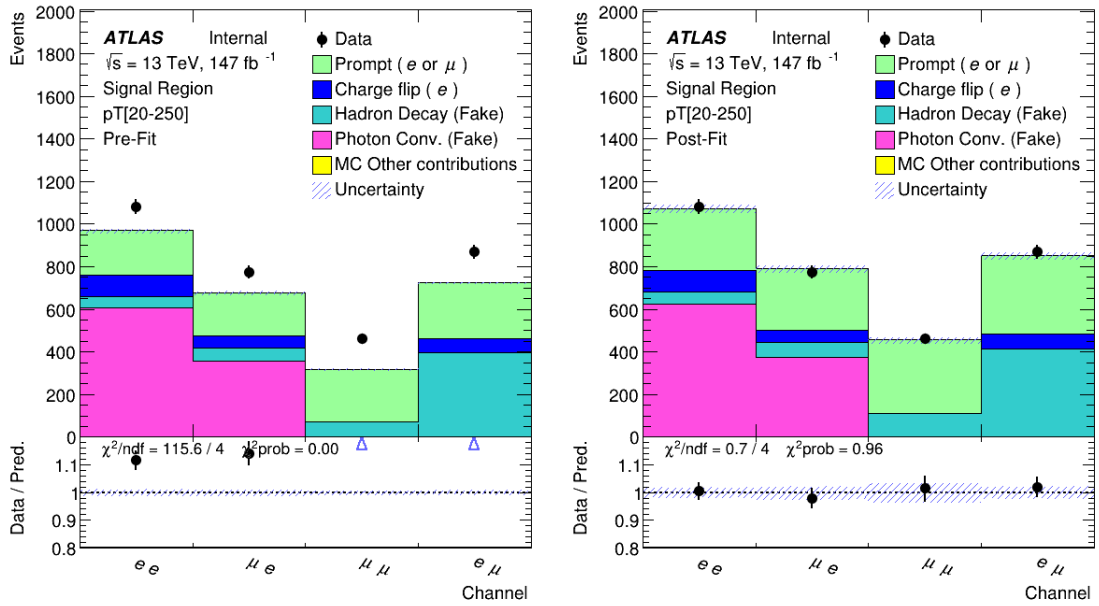 Events
2000
1800
1600
1400
1200
1000
800
600
400
200
0
ATLAS Internal
√s = 13 TeV, 147 fb -1
Signal Region
pT[20-250]
Pre-Fit
Data
Prompt ( e or μ )
Charge flip ( e )
Hadron Decay (Fake)
Photon Conv. (Fake)
MC Other contributions
Uncertainty
χ2/ndf = 115.6 / 4 χ2prob = 0.00
Data / Pred.
1.1
1
0.9
0.8
e e
μ e
μ μ
e μ
Channel
Events
2000
1800
1600
1400
1200
1000
800
600
400
200
0
ATLAS Internal
√s = 13 TeV, 147 fb -1
Signal Region
pT[20-250]
Post-Fit
Data
Prompt ( e or μ )
Charge flip ( e )
Hadron Decay (Fake)
Photon Conv. (Fake)
MC Other contributions
Uncertainty
χ2/ndf = 0.7 / 4 χ2prob = 0.96
Data / Pred.
1.1
1
0.9
0.8
e e
μ e
μ μ
e μ
Channel